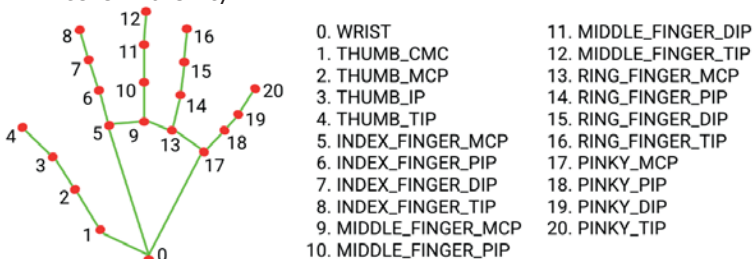 12
8
16
11
7
15
20
6
10
14
19
4
5
9
13
18
3
17
2
1
0
0. WRIST
1. THUMB_CMC
2. THUMB_MCP
3. THUMB_IP
4. THUMB_TIP
5. INDEX_FINGER_MCP
6. INDEX_FINGER_PIP
7. INDEX_FINGER_DIP
8. INDEX_FINGER_TIP
9. MIDDLE_FINGER_MCP
10. MIDDLE_FINGER_PIP
11. MIDDLE_FINGER_DIP
12. MIDDLE_FINGER_TIP
13. RING_FINGER_MCP
14. RING_FINGER_PIP
15. RING_FINGER_DIP
16. RING_FINGER_TIP
17. PINKY_MCP
18. PINKY_PIP
19. PINKY_DIP
20. PINKY_TIP